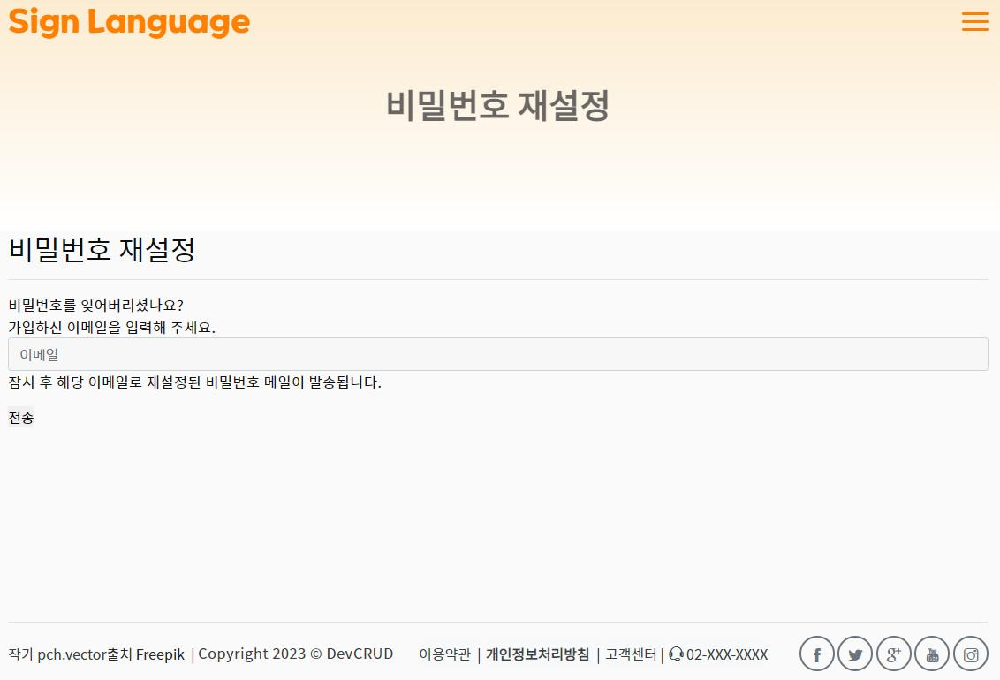 Sign Language
비밀번호 재설정
비밀번호 재설정
비밀번호를 잊어버리셨나요?
가입하신 이메일을 입력해 주세요.
이메일
잠시 후 해당 이메일로 재설정된 비밀번호 메일이 발송됩니다.
전송
작가 pch.vector출처 Freepik | Copyright 2023 © DevCRUD 이용약관 | 개인정보처리방침 | 고객센터 | 02-XXX-XXXX